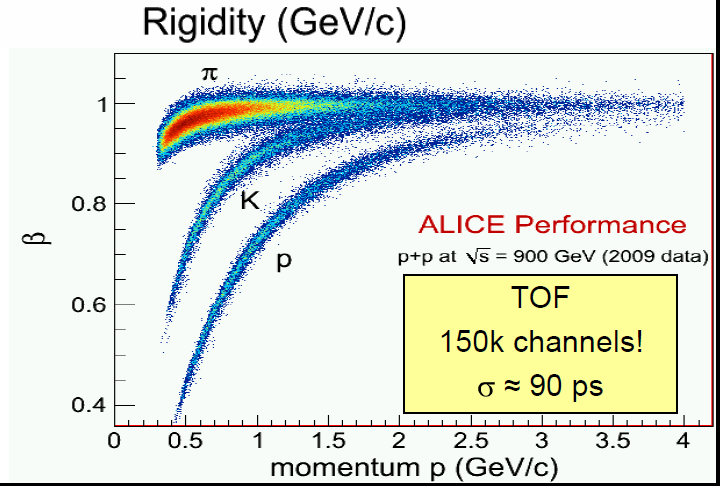 Rigidity (GeV/c)
π
1
K
0.8
ALICE Performance
β
p
p+p at √s = 900 GeV (2009 data)
TOF
0.6
150k channels!
σ ≈ 90 ps
0.4
0 0.5 1 1.5 2 2.5 3 3.5 4
momentum p (GeV/c)